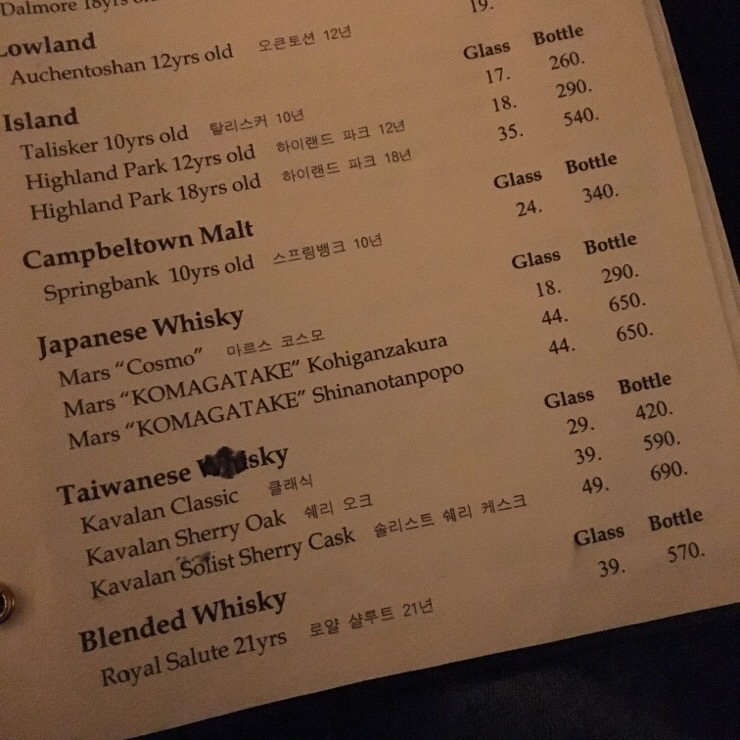 Dalmore 18yrs
Lowland
19.
Auchentoshan 12yrs old 오큰토션 12년
Island Glass Bottle
Talisker 10yrs old 탈리스커 10년 17. 260.
Highland Park 12yrs old 하이랜드 파크 12년 18. 290.
Highland Park 18yrs old 하이랜드 파크 18년 35. 540.
Campbeltown Malt Glass Bottle
Springbank 10yrs old 스프링뱅크 10년 24. 340.
Japanese Whisky Glass Bottle
Mars “Cosmo” 마르스 코스모 18. 290.
Mars “KOMAGATAKE” Kohiganzakura 44. 650.
Mars “KOMAGATAKE” Shinanotanpopo 44. 650.
Taiwanese Whisky Glass Bottle
Kavalan Classic 클래식 29. 420.
Kavalan Sherry Oak 쉐리 오크 39. 590.
Kavalan Solist Sherry Cask 솔리스트 쉐리 케스크 49. 690.
Blended Whisky Glass Bottle
Royal Salute 21yrs 로얄 샬루트 21년 39. 570.